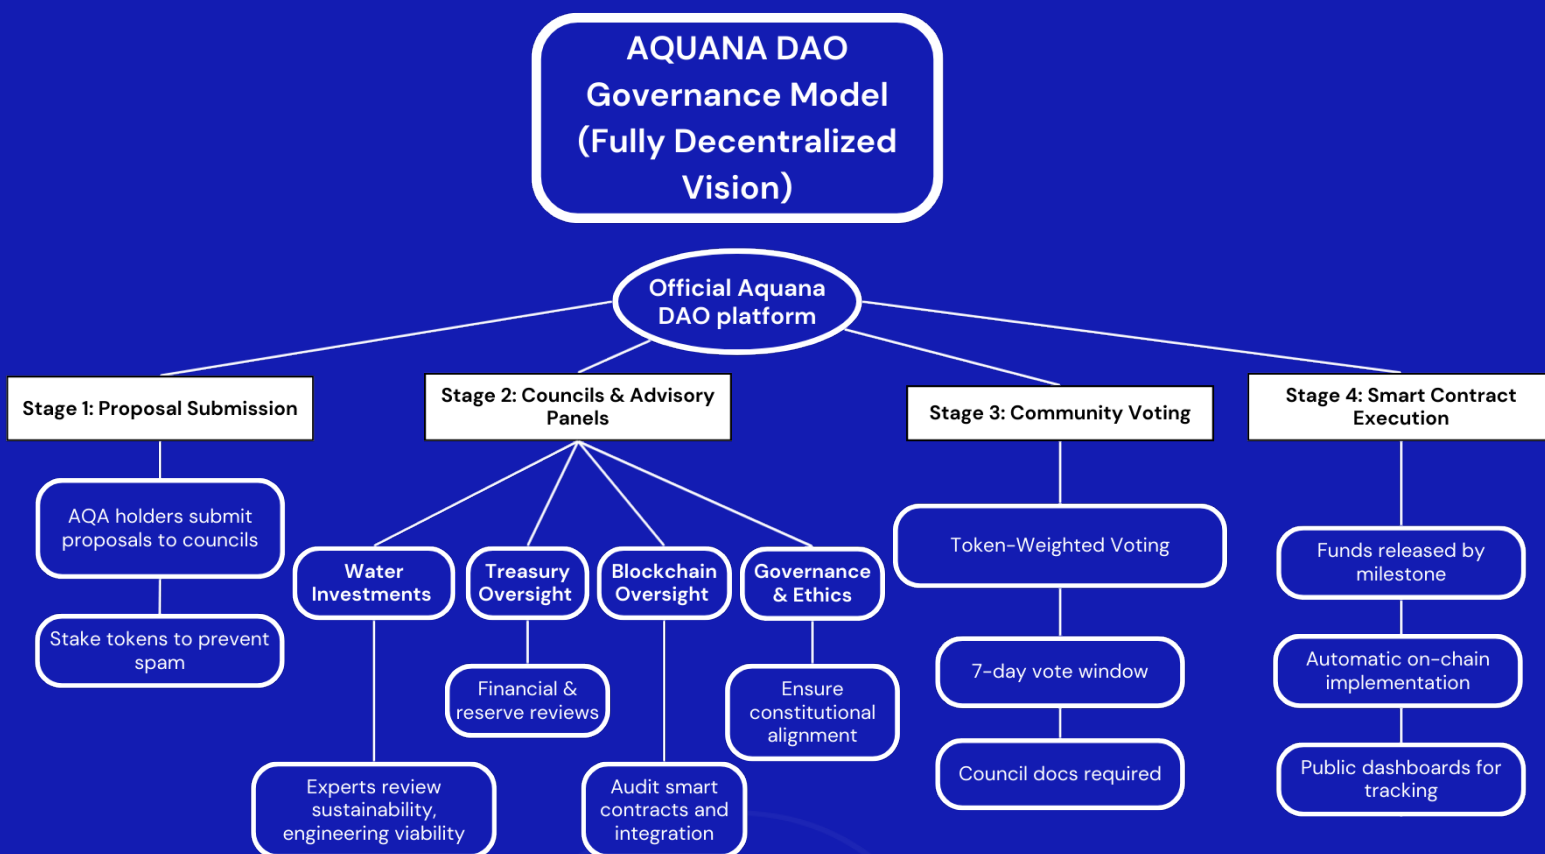 AQUANA DAO
Governance Model
(Fully Decentralized
Vision)
Official Aquana
DAO platform
Stage 1: Proposal Submission
AQA holders submit
proposals to councils
Stake tokens to prevent
spam
Stage 2: Councils & Advisory
Panels
Water
Investments
Experts review
sustainability,
engineering viability
Treasury
Oversight
Financial &
reserve reviews
Blockchain
Oversight
Audit smart
contracts and
integration
Governance
& Ethics
Ensure
constitutional
alignment
Stage 3: Community Voting
Token-Weighted Voting
7-day vote window
Council docs required
Stage 4: Smart Contract
Execution
Funds released by
milestone
Automatic on-chain
implementation
Public dashboards for
tracking